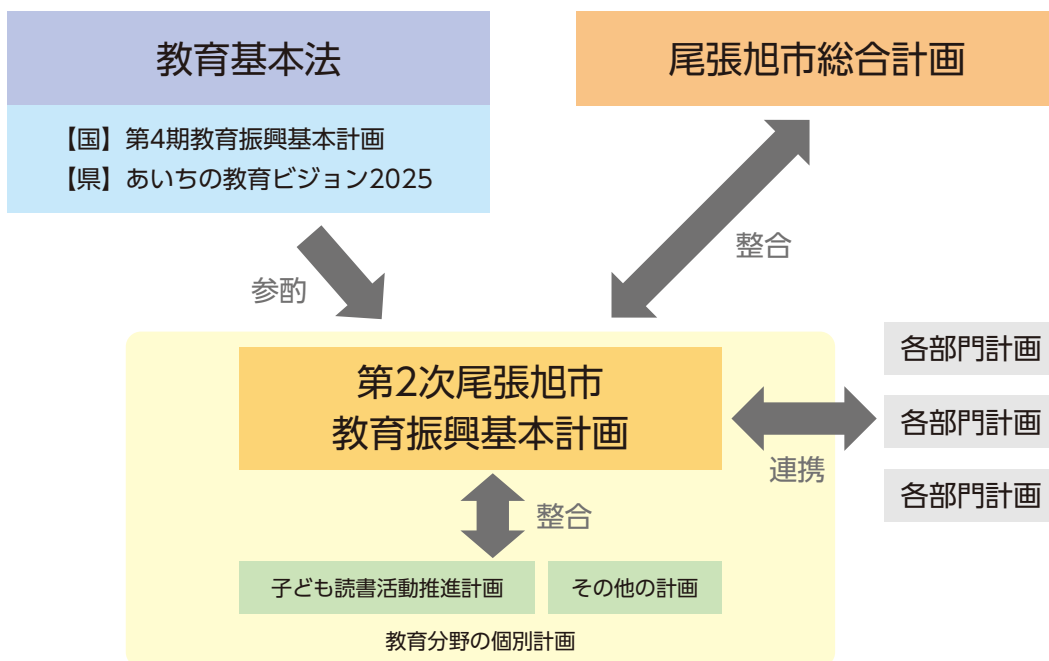 教育基本法
【国】第4期教育振興基本計画
【県】あいちの教育ビジョン2025
尾張旭市総合計画
参酌
整合
第2次尾張旭市
教育振興基本計画
連携
各部門計画
各部門計画
各部門計画
整合
子ども読書活動推進計画
その他の計画
教育分野の個別計画